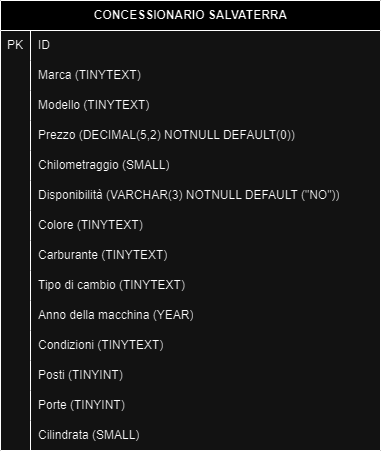 CONCESSIONARIO SALVATERRA
PK ID
Marca (TINYTEXT)
Modello (TINYTEXT)
Prezzo (DECIMAL(5,2) NOTNULL DEFAULT(0))
Chilometraggio (SMALL)
Disponibilità (VARCHAR(3) NOTNULL DEFAULT ("NO"))
Colore (TINYTEXT)
Carburante (TINYTEXT)
Tipo di cambio (TINYTEXT)
Anno della macchina (YEAR)
Condizioni (TINYTEXT)
Posti (TINYINT)
Porte (TINYINT)
Cilindrata (SMALL)